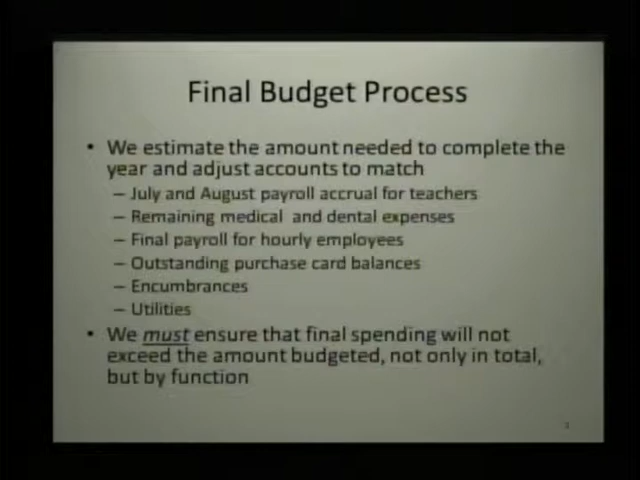 Final Budget Process
• We estimate the amount needed to complete the
year and adjust accounts to match
– July and August payroll accrual for teachers
– Remaining medical and dental expenses
– Final payroll for hourly employees
– Outstanding purchase card balances
– Encumbrances
– Utilities
• We must ensure that final spending will not
exceed the amount budgeted, not only in total,
but by function